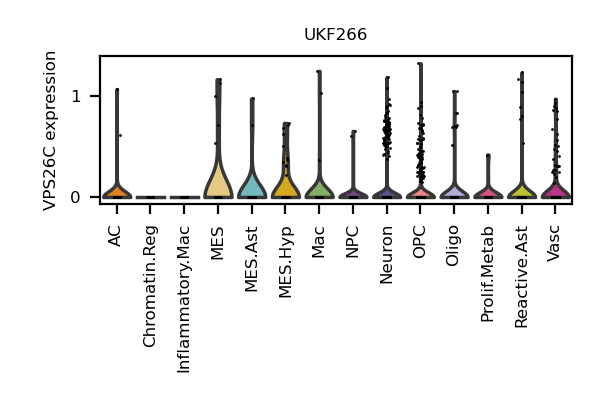 UKF266
VPS26C expression
1
0
AC
Chromatin.Reg
Inflammatory.Mac
MES
MES.Ast
MES.Hyp
Mac
NPC
Neuron
OPC
Oligo
Prolif.Metab
Reactive.Ast
Vasc